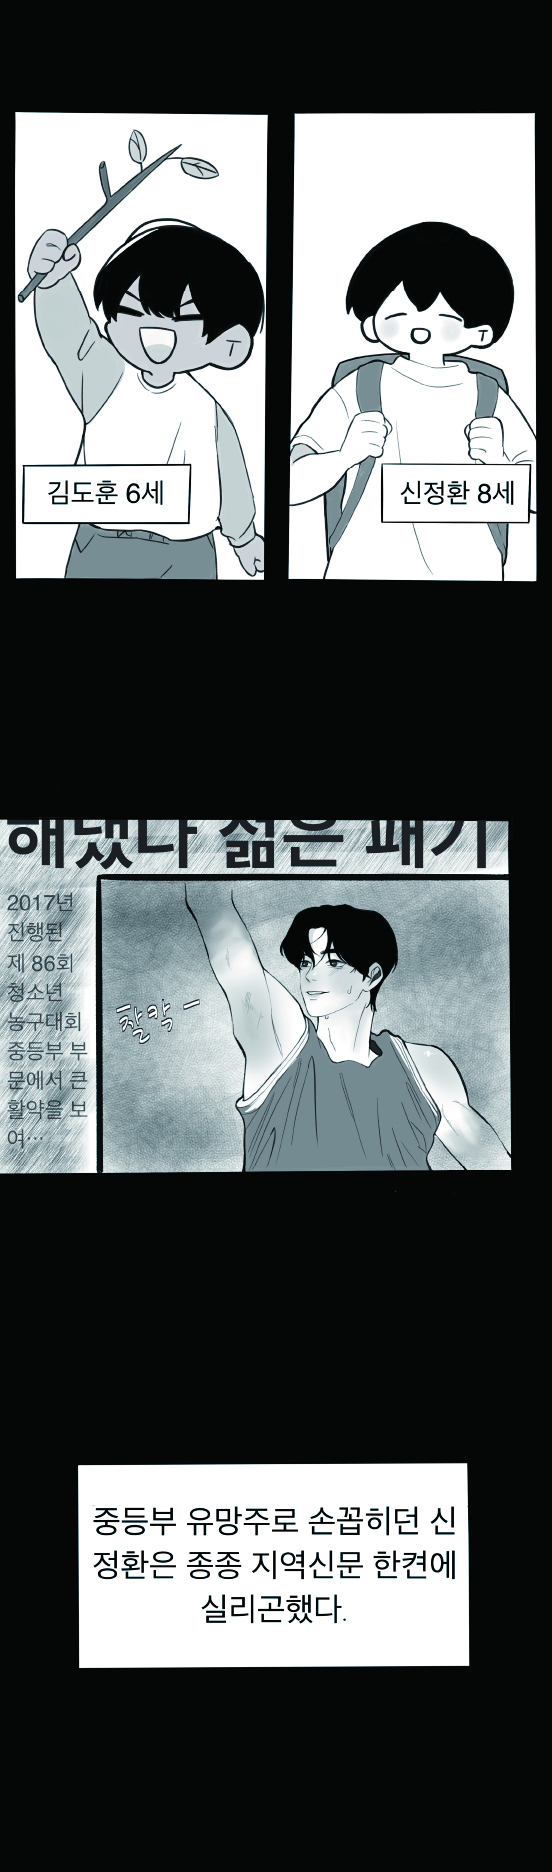 김도훈 6세
신정환 8세
해냈다 젊은 패기
2017년
진행된
제 86회
청소년
농구대회
중등부 부
문에서 큰
활약을 보
여…
찰칵 -
중등부 유망주로 손꼽히던 신
정환은 종종 지역신문 한켠에
실리곤했다.